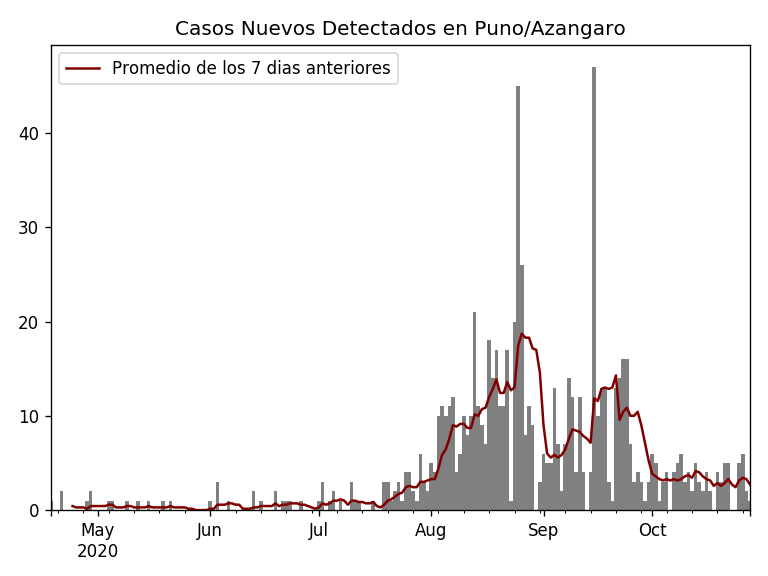 Casos Nuevos Detectados en Puno/Azangaro
Promedio de los 7 dias anteriores
40
30
20
10
0
May Jun Jul Aug Sep Oct
2020